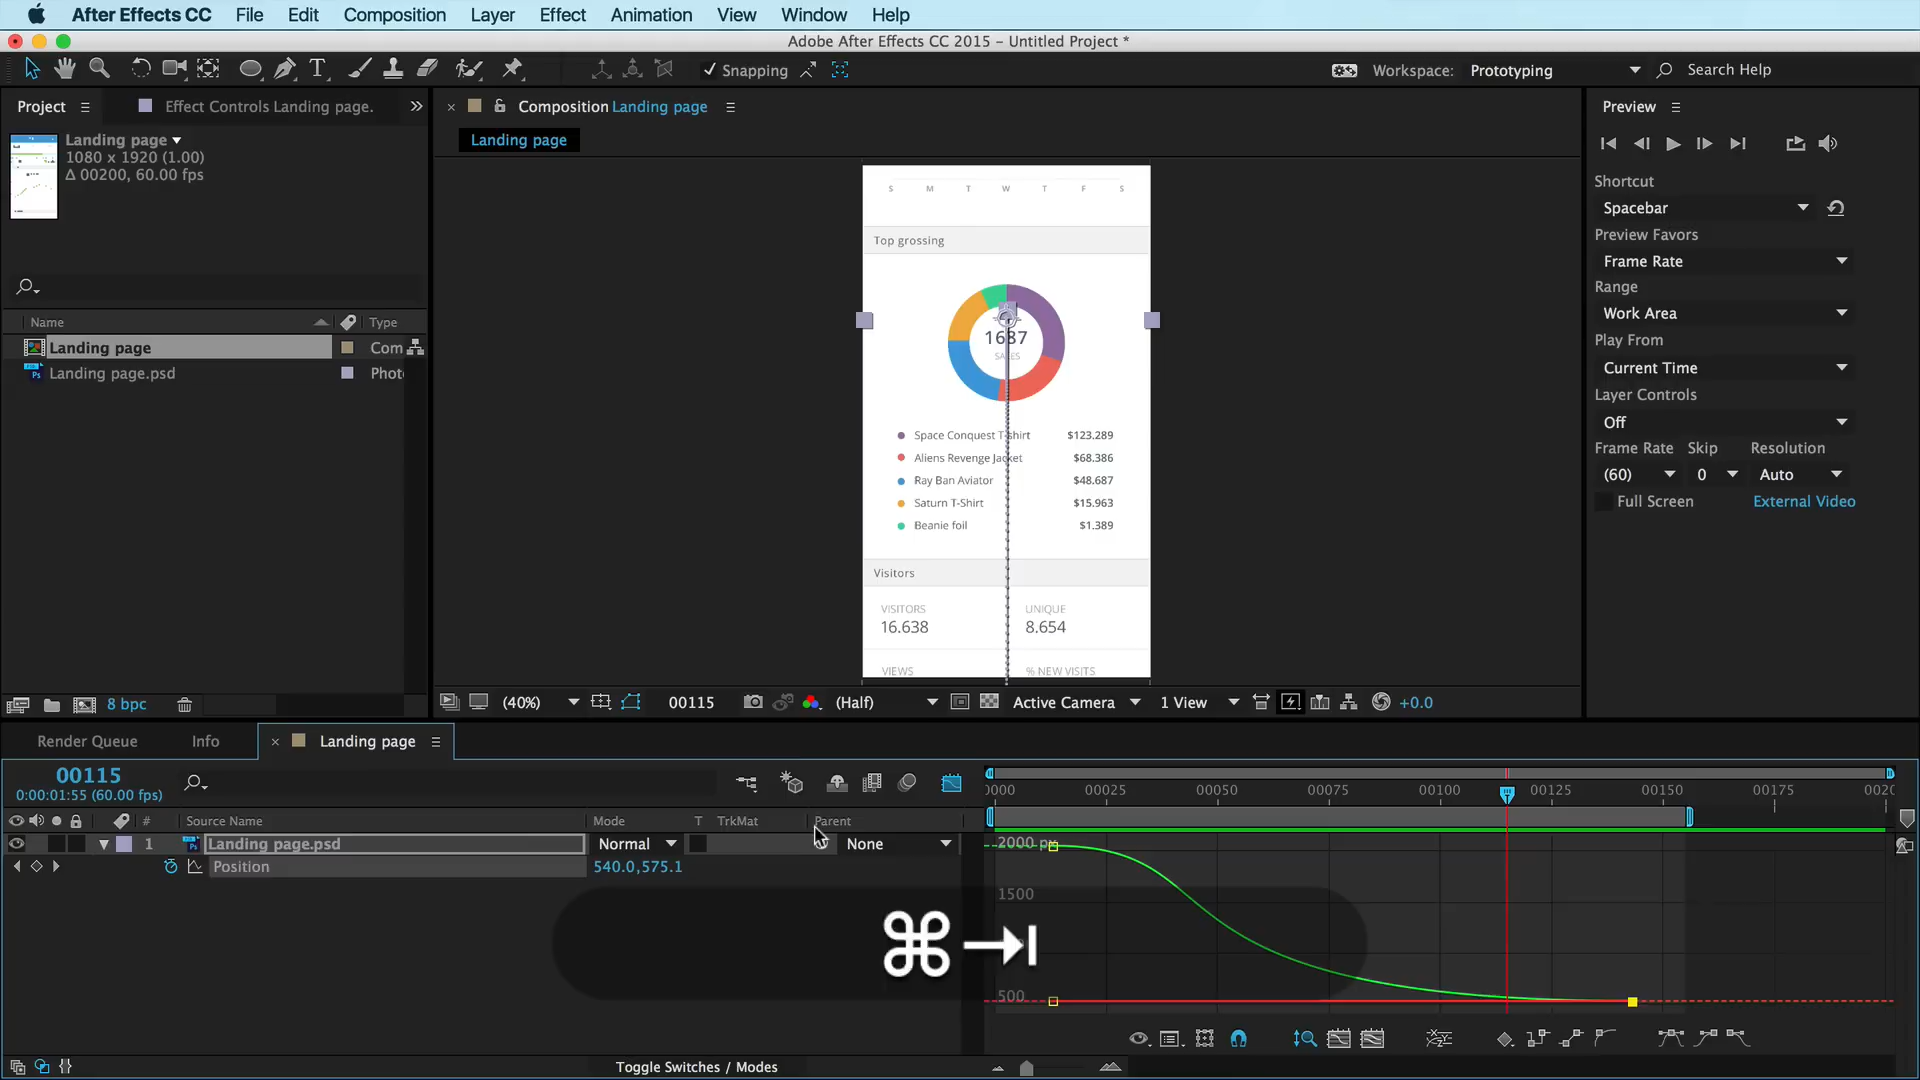 After Effects CC File Edit Composition Layer Effect Animation View Window Help
Adobe After Effects CC 2015 – Untitled Project *
Snapping
Workspace: Prototyping
Search Help
Project
Effect Controls Landing page.
Landing page
1080 x 1920 (1.00)
Δ 00200, 60.00 fps
Name Type
Landing page Com
Landing page.psd Phot
8 bpc
Composition Landing page
Landing page
S M T W T F S
Top grossing
1687
SALES
Space Conquest T-shirt $123.289
Aliens Revenge Jacket $68.386
Ray Ban Aviator $48.687
Saturn T-Shirt $15.963
Beanie foil $1.389
Visitors
VISITORS UNIQUE
16.638 8.654
VIEWS % NEW VISITS
(40%) 00115 (Half) Active Camera 1 View +0.0
Preview
Shortcut
Spacebar
Preview Favors
Frame Rate
Range
Work Area
Play From
Current Time
Layer Controls
Off
Frame Rate Skip Resolution
(60) 0 Auto
Full Screen External Video
Render Queue Info Landing page
00115
0:00:01:55 (60.00 fps)
# Source Name Mode T TrkMat Parent
1 Landing page.psd Normal None
Position 540.0,575.1
0000 00025 00050 00075 00100 00125 00150 00175 0020
2000 px
1500
500
⌘ ⇥
Toggle Switches / Modes